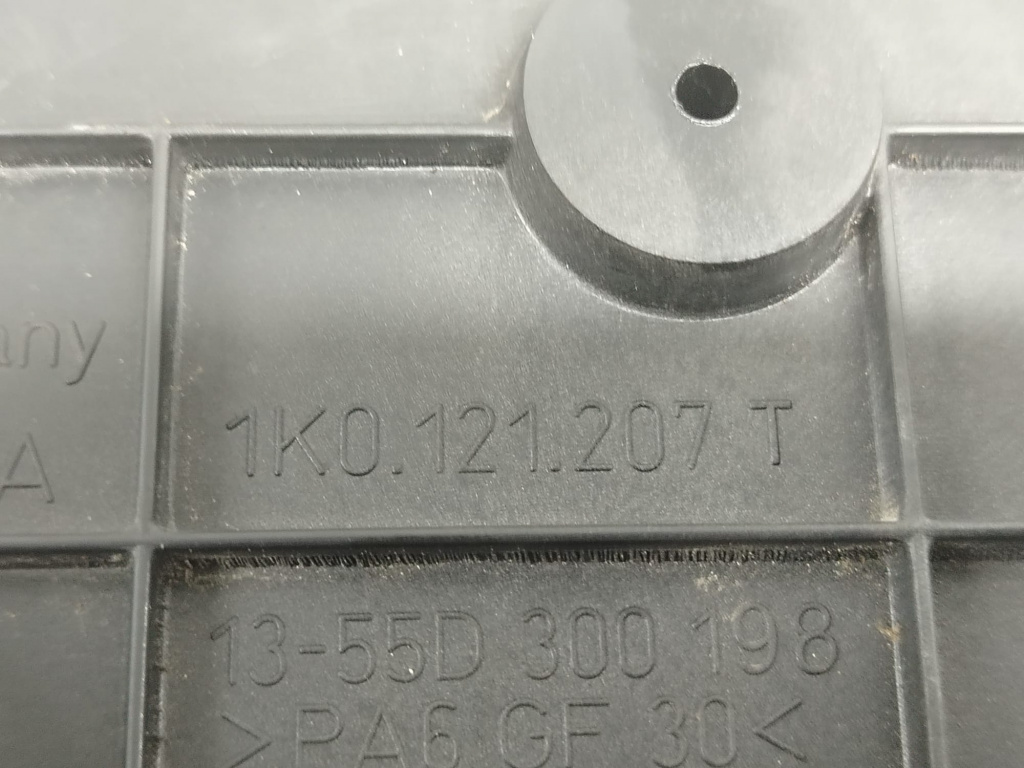 any
A
1K0.121.207 T
13-55D 300 198
>PA6 GF 30<